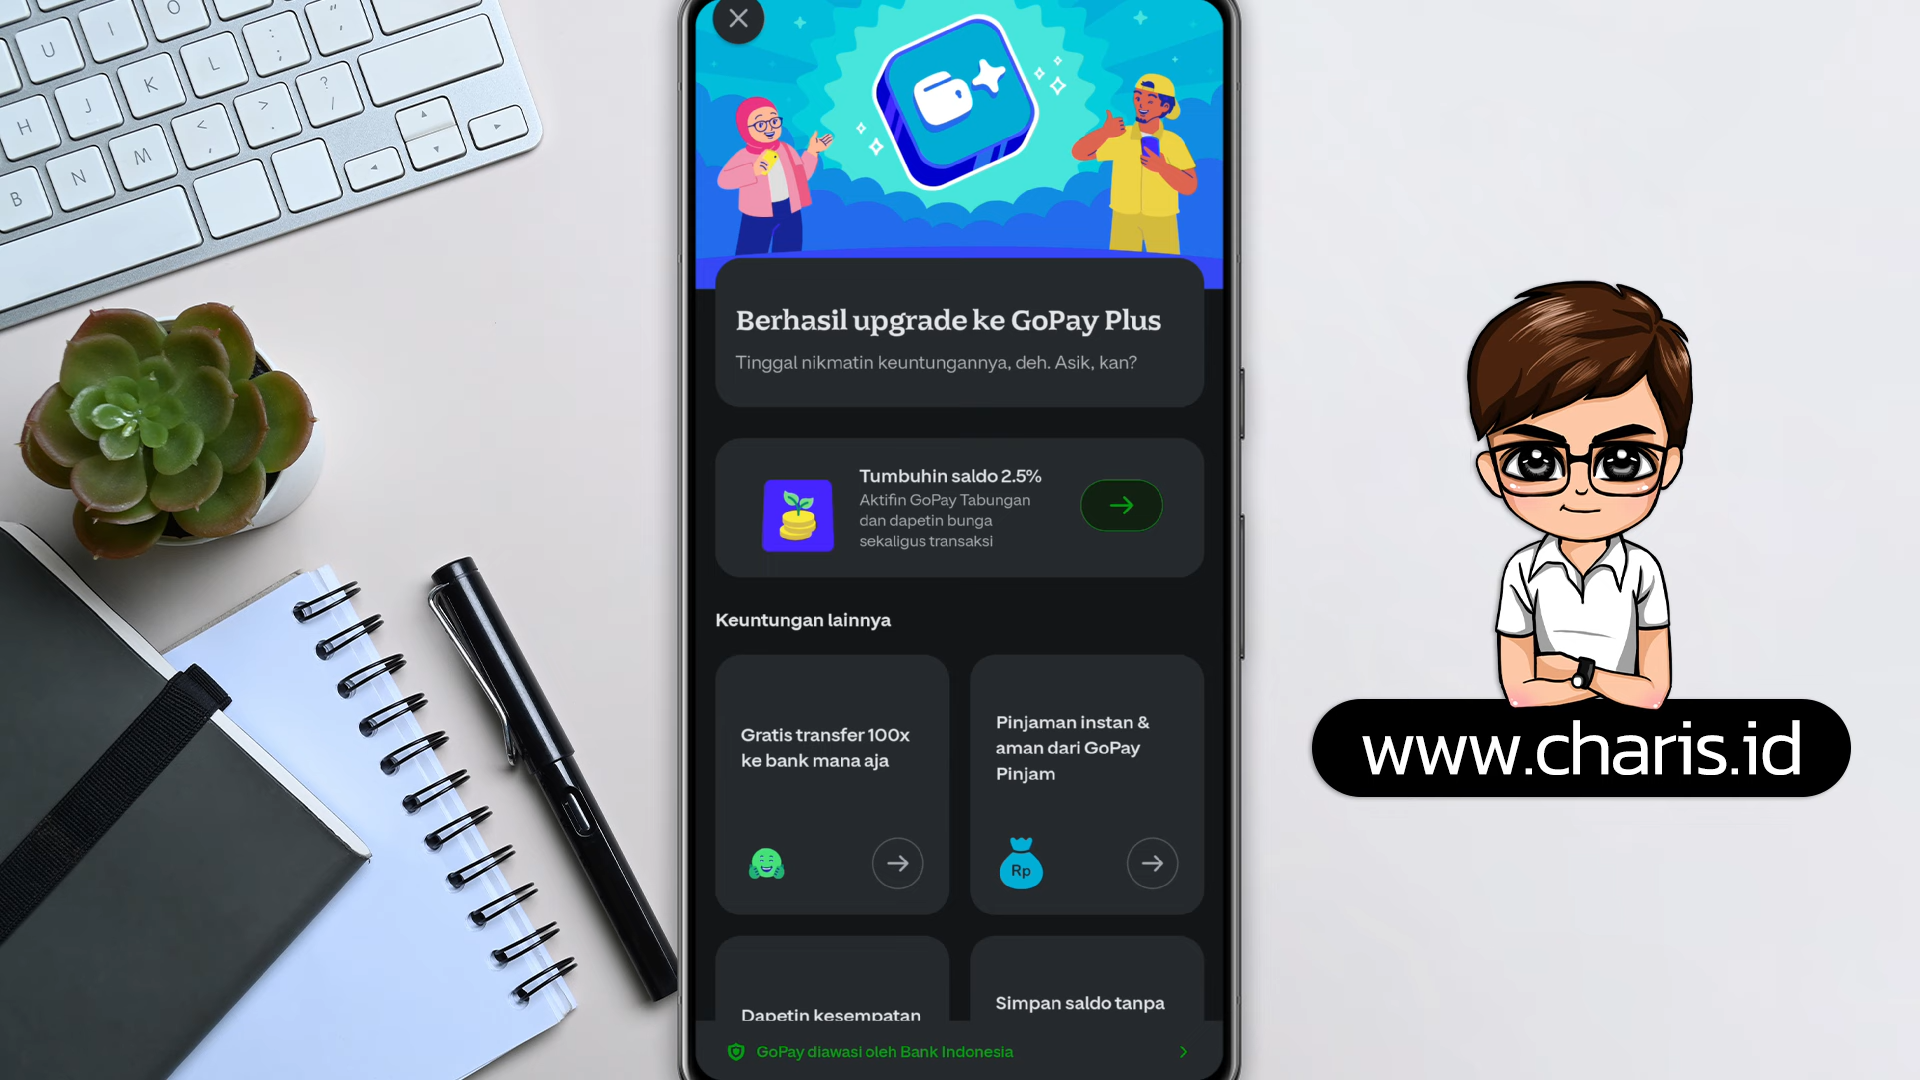 U
I
O
H
J
K
L
:
;
"
'
B
N
M
<
,
>
.
?
/
Berhasil upgrade ke GoPay Plus
Tinggal nikmatin keuntungannya, deh. Asik, kan?
Tumbuhin saldo 2.5%
Aktifin GoPay Tabungan
dan dapetin bunga
sekaligus transaksi
Keuntungan lainnya
Gratis transfer 100x
ke bank mana aja
Pinjaman instan &
aman dari GoPay
Pinjam
Rp
Dapetin kesempatan
Simpan saldo tanpa
GoPay diawasi oleh Bank Indonesia
www.charis.id